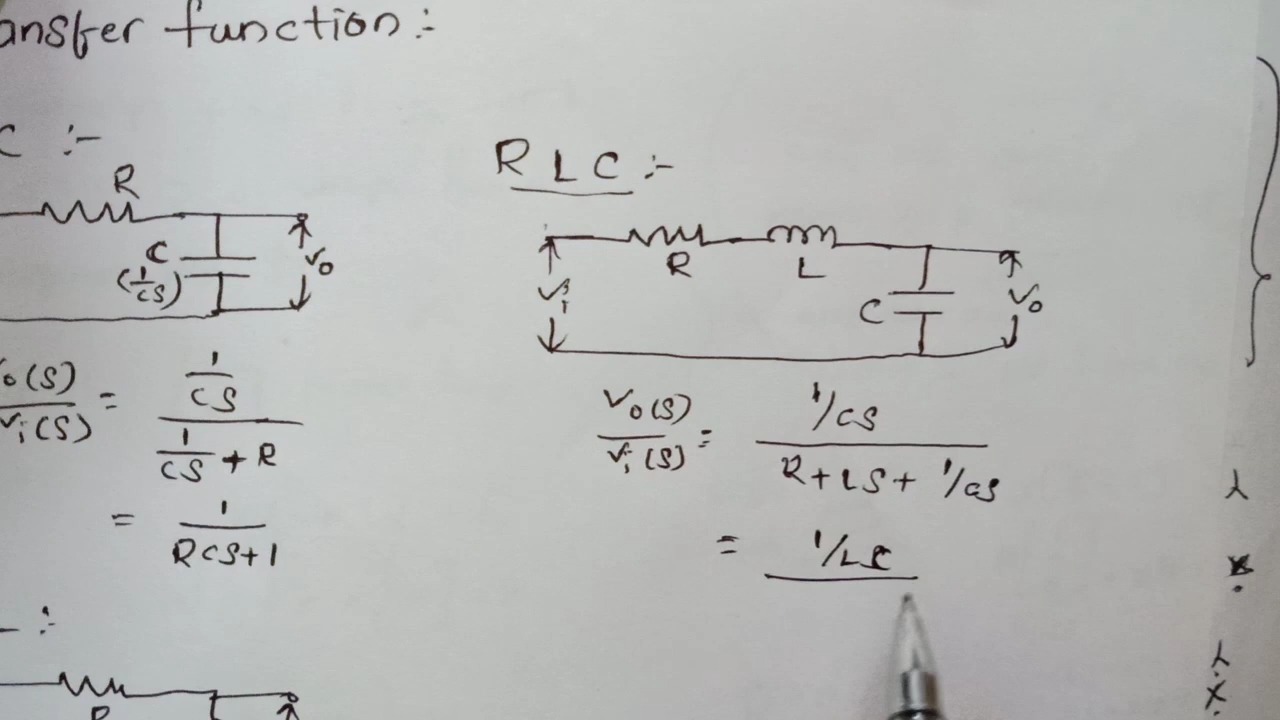 ansfer function :-
C :-
R
C
(1/CS)
Vo
o(S)/Vi(S) = (1/CS)/(1/CS + R)
= 1/(RCS+1)
- :-
R
RLC :-
R
L
Vi
C
Vo
Vo(S)/Vi(S) = (1/CS)/(R+LS+1/CS)
= 1/LC